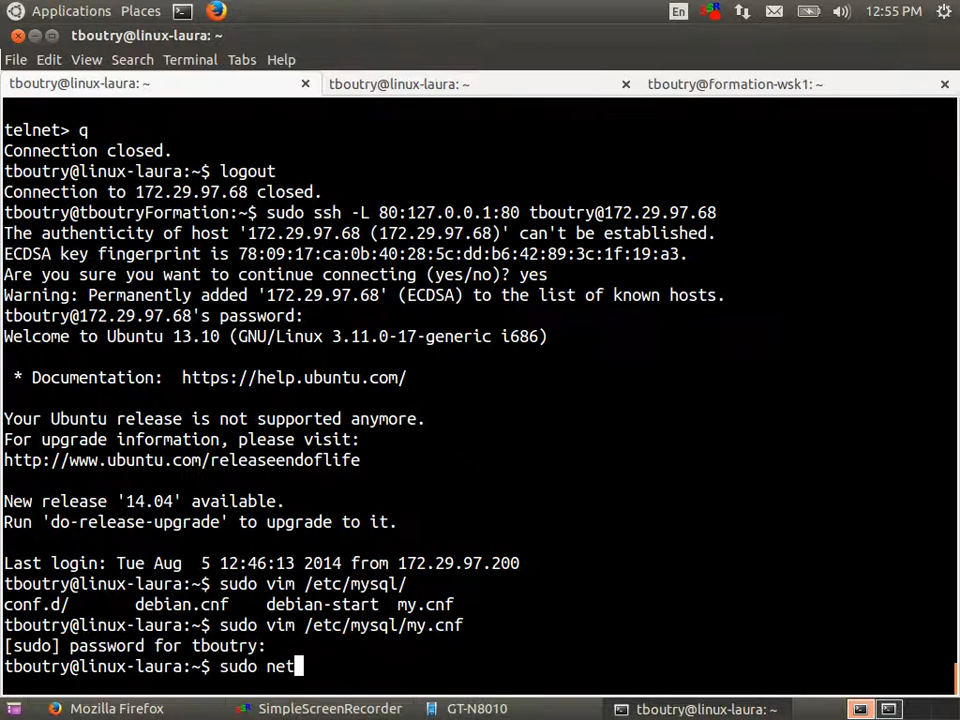 Applications Places En 12:55 PM
tboutry@linux-laura: ~
File Edit View Search Terminal Tabs Help
tboutry@linux-laura: ~ tboutry@linux-laura: ~ tboutry@formation-wsk1: ~
telnet> q
Connection closed.
tboutry@linux-laura:~$ logout
Connection to 172.29.97.68 closed.
tboutry@tboutryFormation:~$ sudo ssh -L 80:127.0.0.1:80 tboutry@172.29.97.68
The authenticity of host '172.29.97.68 (172.29.97.68)' can't be established.
ECDSA key fingerprint is 78:09:17:ca:0b:40:28:5c:dd:b6:42:89:3c:1f:19:a3.
Are you sure you want to continue connecting (yes/no)? yes
Warning: Permanently added '172.29.97.68' (ECDSA) to the list of known hosts.
tboutry@172.29.97.68's password:
Welcome to Ubuntu 13.10 (GNU/Linux 3.11.0-17-generic i686)
* Documentation:  https://help.ubuntu.com/
Your Ubuntu release is not supported anymore.
For upgrade information, please visit:
http://www.ubuntu.com/releaseendoflife
New release '14.04' available.
Run 'do-release-upgrade' to upgrade to it.
Last login: Tue Aug  5 12:46:13 2014 from 172.29.97.200
tboutry@linux-laura:~$ sudo vim /etc/mysql/
conf.d/       debian.cnf    debian-start  my.cnf
tboutry@linux-laura:~$ sudo vim /etc/mysql/my.cnf
[sudo] password for tboutry:
tboutry@linux-laura:~$ sudo net
Mozilla Firefox SimpleScreenRecorder GT-N8010 tboutry@linux-laura: ~